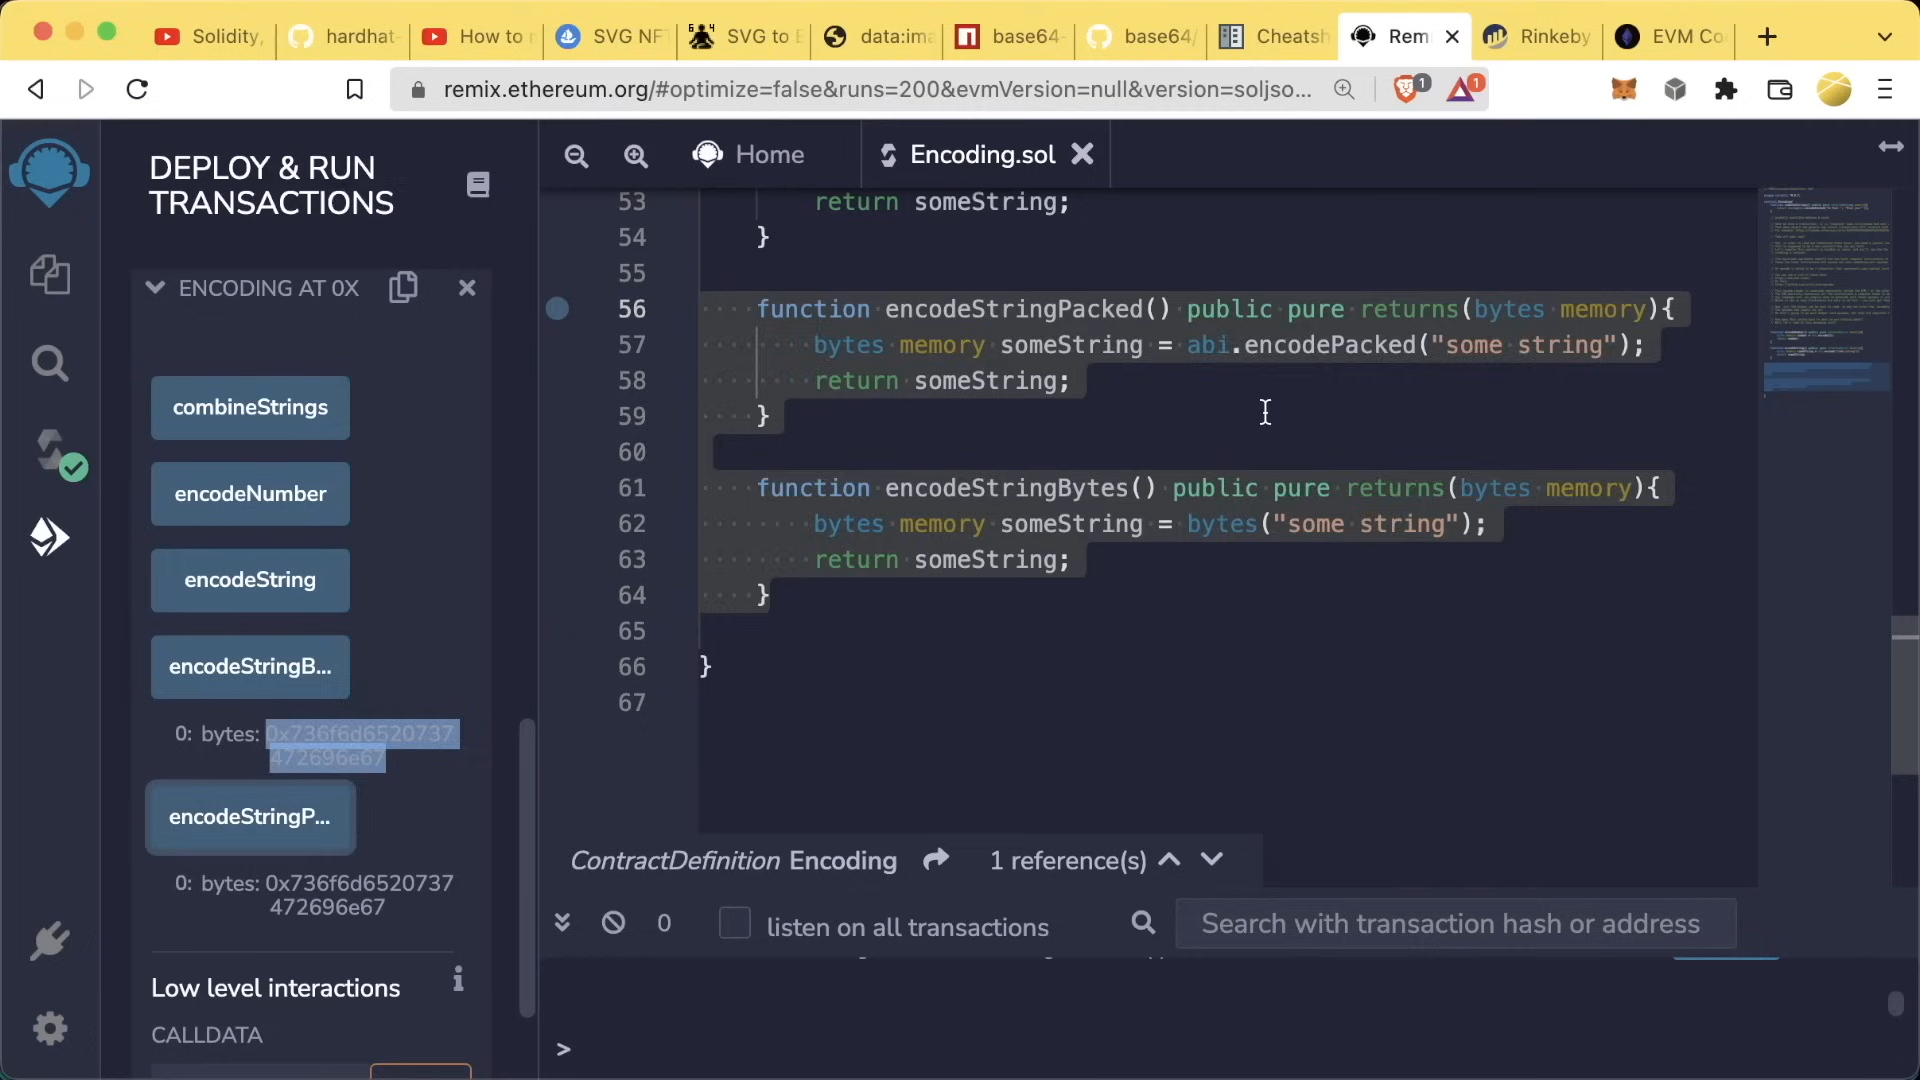 Solidity,
hardhat-
How to
SVG NFT
SVG to
data:im
base64-
base64/
Cheatsh
Rem
Rinkeby
EVM Co
remix.ethereum.org/#optimize=false&runs=200&evmVersion=null&version=soljso...
1
1
DEPLOY & RUN
TRANSACTIONS
Home
Encoding.sol
ENCODING AT 0X
combineStrings
encodeNumber
encodeString
encodeStringB...
0: bytes: 0x736f6d6520737
472696e67
encodeStringP...
0: bytes: 0x736f6d6520737
472696e67
Low level interactions
CALLDATA
53 return someString;
54 }
55
56 function encodeStringPacked() public pure returns(bytes memory){
57 bytes memory someString = abi.encodePacked("some string");
58 return someString;
59 }
60
61 function encodeStringBytes() public pure returns(bytes memory){
62 bytes memory someString = bytes("some string");
63 return someString;
64 }
65
66 }
67
ContractDefinition Encoding 1 reference(s)
0 listen on all transactions Search with transaction hash or address
>